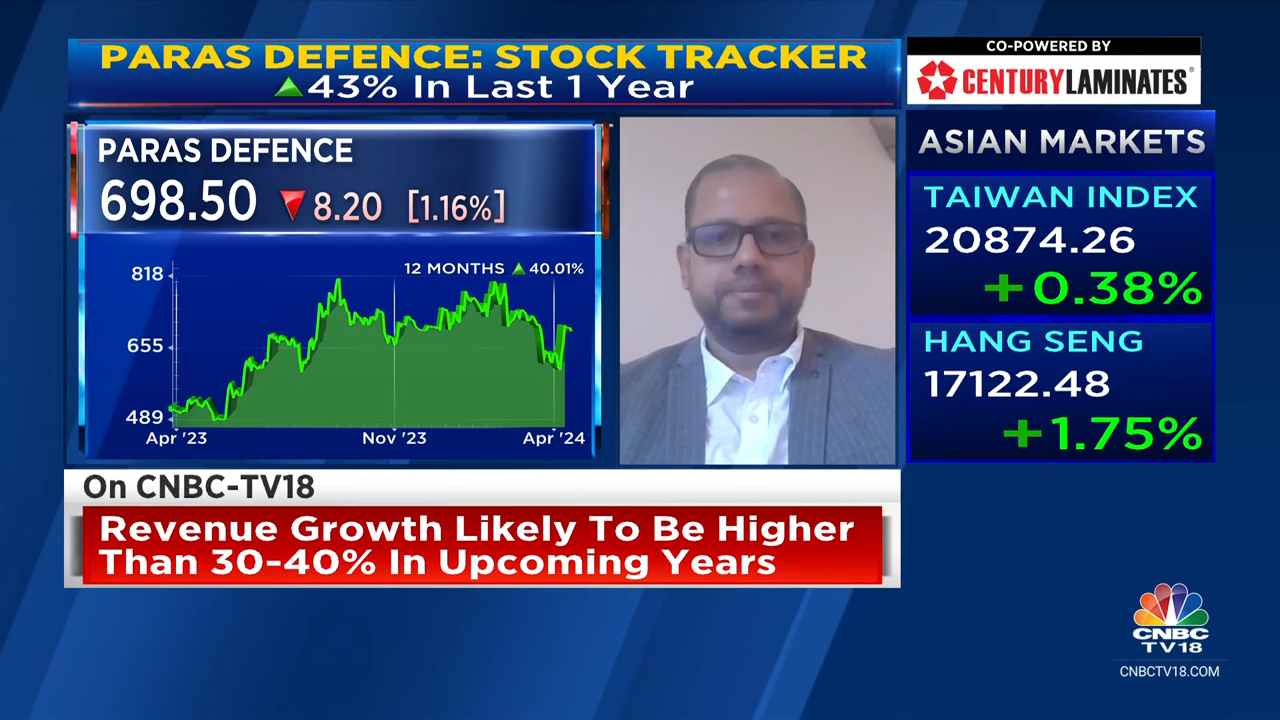 PARAS DEFENCE: STOCK TRACKER
▲43% In Last 1 Year
CO-POWERED BY
CENTURYLAMINATES®
PARAS DEFENCE
698.50 ▼ 8.20 [1.16%]
12 MONTHS ▲ 40.01%
818
655
489
Apr '23 Nov '23 Apr '24
ASIAN MARKETS
TAIWAN INDEX
20874.26
+0.38%
HANG SENG
17122.48
+1.75%
On CNBC-TV18
Revenue Growth Likely To Be Higher
Than 30-40% In Upcoming Years
CNBC
TV18
CNBCTV18.COM